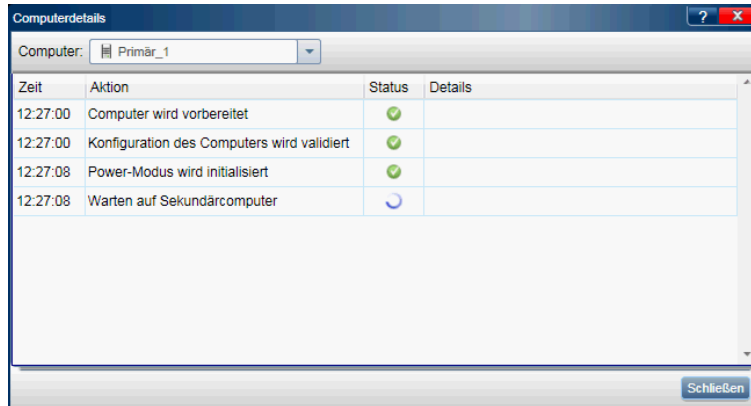 Computerdetails ? X
Computer: Primär_1
Zeit Aktion Status Details
12:27:00 Computer wird vorbereitet
12:27:00 Konfiguration des Computers wird validiert
12:27:08 Power-Modus wird initialisiert
12:27:08 Warten auf Sekundärcomputer
Schließen